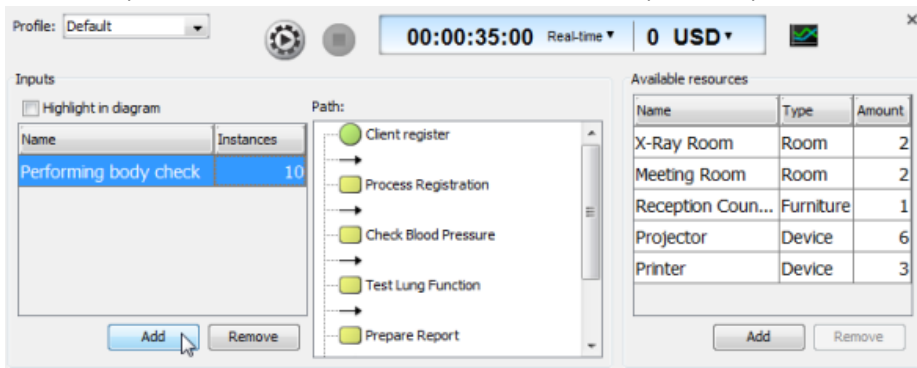 Profile: Default
00:00:35:00 Real-time 0 USD
Inputs
Highlight in diagram
Name Instances
Performing body check 10
Add Remove
Path:
Client register
Process Registration
Check Blood Pressure
Test Lung Function
Prepare Report
Available resources
Name Type Amount
X-Ray Room Room 2
Meeting Room Room 2
Reception Coun... Furniture 1
Projector Device 6
Printer Device 3
Add Remove